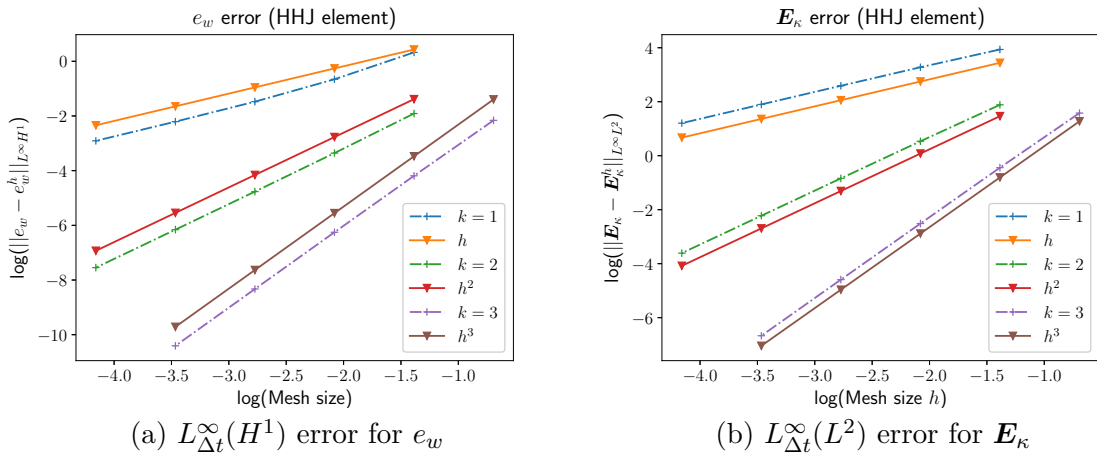 e_w error (HHJ element)
log(||e_w − e_w^h||_{L^∞ H^1})
0
−2
−4
−6
−8
−10
−4.0 −3.5 −3.0 −2.5 −2.0 −1.5 −1.0
log(Mesh size)
k = 1
h
k = 2
h^2
k = 3
h^3
(a) L^∞_{Δt}(H^1) error for e_w
E_κ error (HHJ element)
log(||E_κ − E_κ^h||_{L^∞ L^2})
4
2
0
−2
−4
−6
−4.0 −3.5 −3.0 −2.5 −2.0 −1.5 −1.0
log(Mesh size h)
k = 1
h
k = 2
h^2
k = 3
h^3
(b) L^∞_{Δt}(L^2) error for E_κ